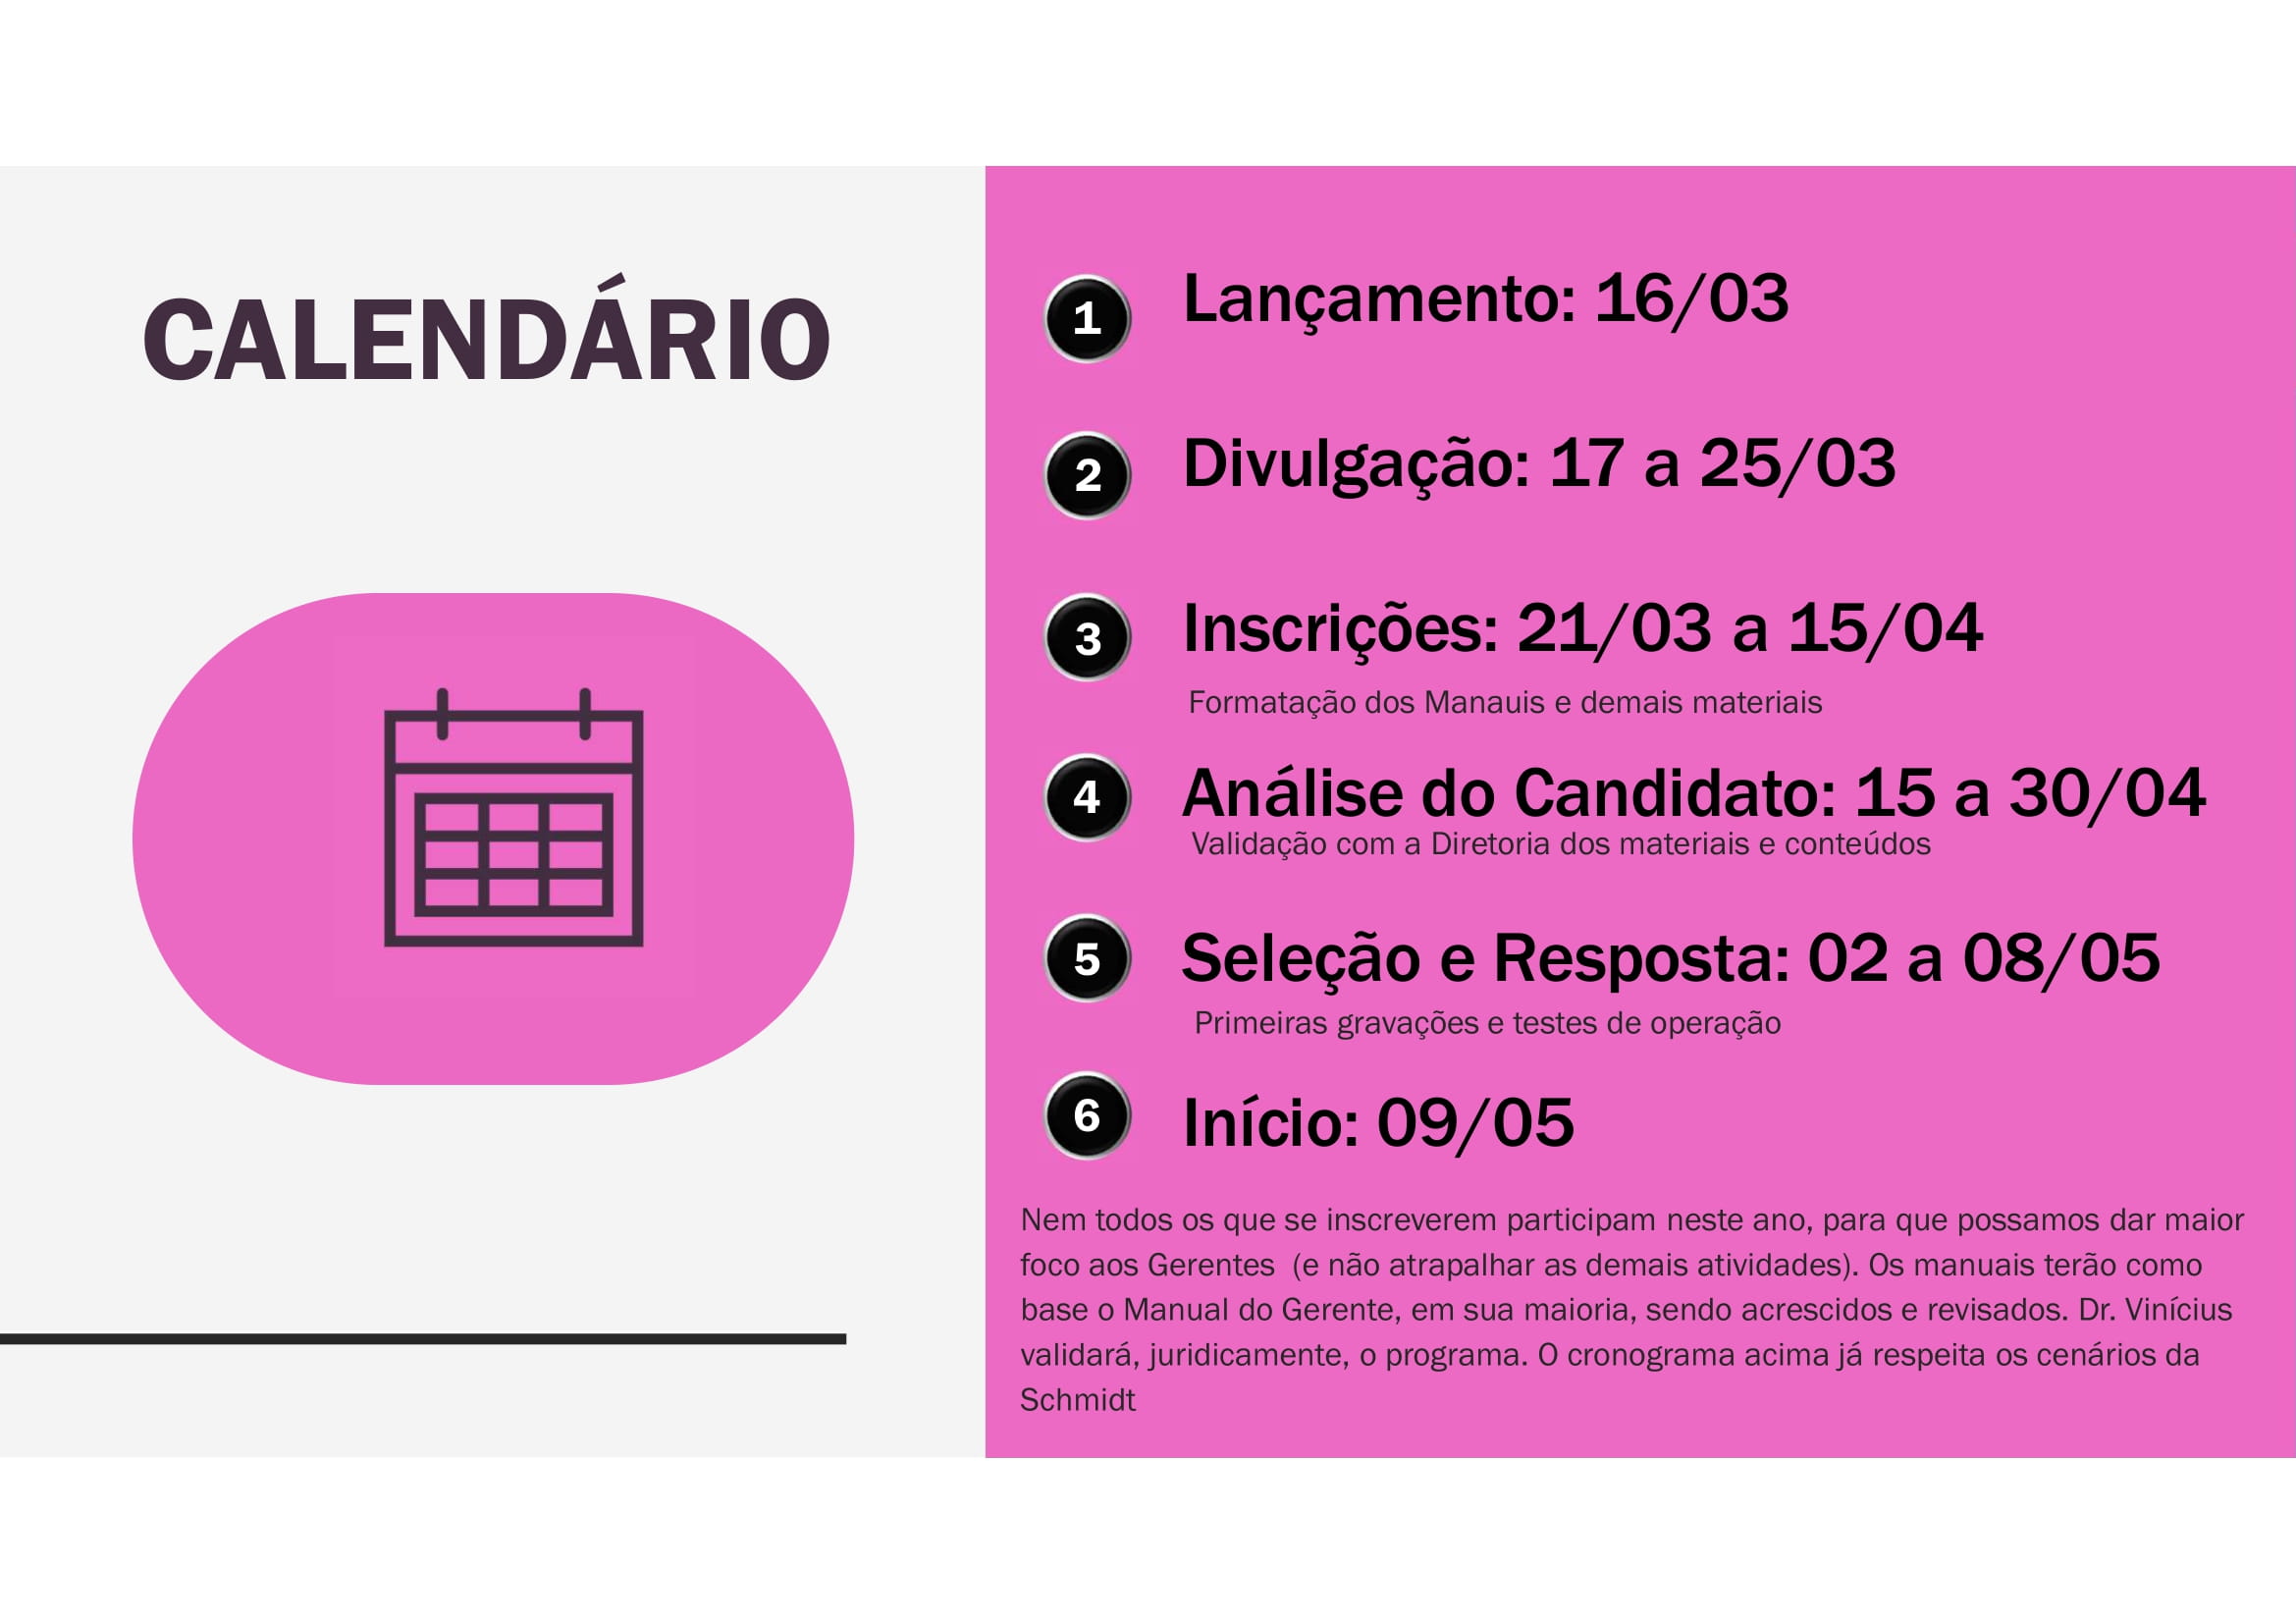 CALENDÁRIO
1 Lançamento: 16/03
2 Divulgação: 17 a 25/03
3 Inscrições: 21/03 a 15/04
Formatação dos Manauis e demais materiais
4 Análise do Candidato: 15 a 30/04
Validação com a Diretoria dos materiais e conteúdos
5 Seleção e Resposta: 02 a 08/05
Primeiras gravações e testes de operação
6 Início: 09/05
Nem todos os que se inscreverem participam neste ano, para que possamos dar maior
foco aos Gerentes  (e não atrapalhar as demais atividades). Os manuais terão como
base o Manual do Gerente, em sua maioria, sendo acrescidos e revisados. Dr. Vinícius
validará, juridicamente, o programa. O cronograma acima já respeita os cenários da
Schmidt